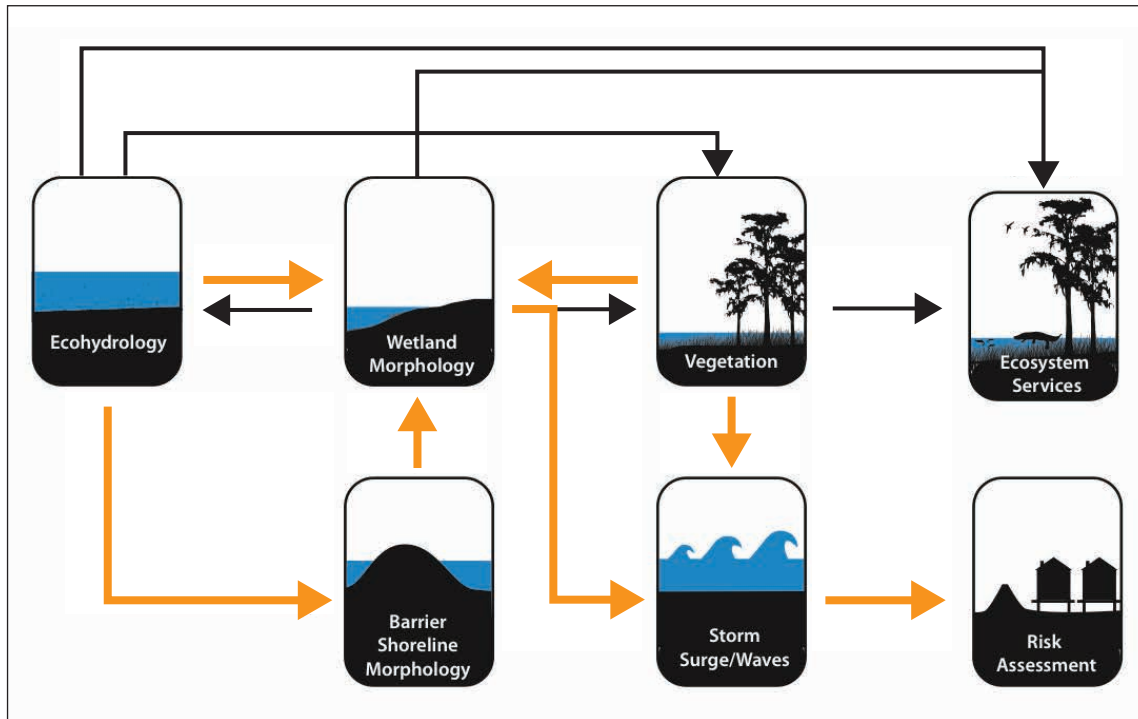 Ecohydrology
Wetland
Morphology
Vegetation
Ecosystem
Services
Barrier
Shoreline
Morphology
Storm
Surge/Waves
Risk
Assessment